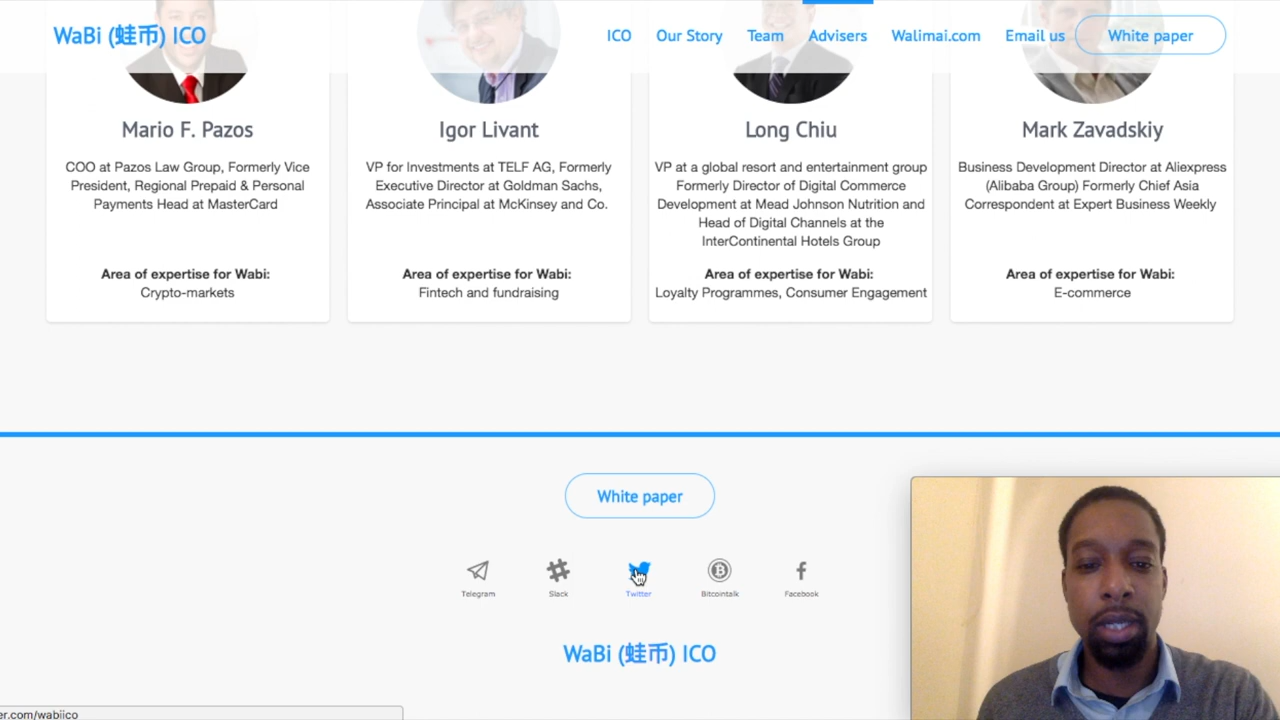 WaBi (蛙币) ICO
ICO
Our Story
Team
Advisers
Walimai.com
Email us
White paper
Mario F. Pazos
COO at Pazos Law Group, Formerly Vice
President, Regional Prepaid & Personal
Payments Head at MasterCard
Area of expertise for Wabi:
Crypto-markets
Igor Livant
VP for Investments at TELF AG, Formerly
Executive Director at Goldman Sachs,
Associate Principal at McKinsey and Co.
Area of expertise for Wabi:
Fintech and fundraising
Long Chiu
VP at a global resort and entertainment group
Formerly Director of Digital Commerce
Development at Mead Johnson Nutrition and
Head of Digital Channels at the
InterContinental Hotels Group
Area of expertise for Wabi:
Loyalty Programmes, Consumer Engagement
Mark Zavadskiy
Business Development Director at Aliexpress
(Alibaba Group) Formerly Chief Asia
Correspondent at Expert Business Weekly
Area of expertise for Wabi:
E-commerce
White paper
Telegram
Slack
Twitter
Bitcointalk
Facebook
WaBi (蛙币) ICO
er.com/wabiico